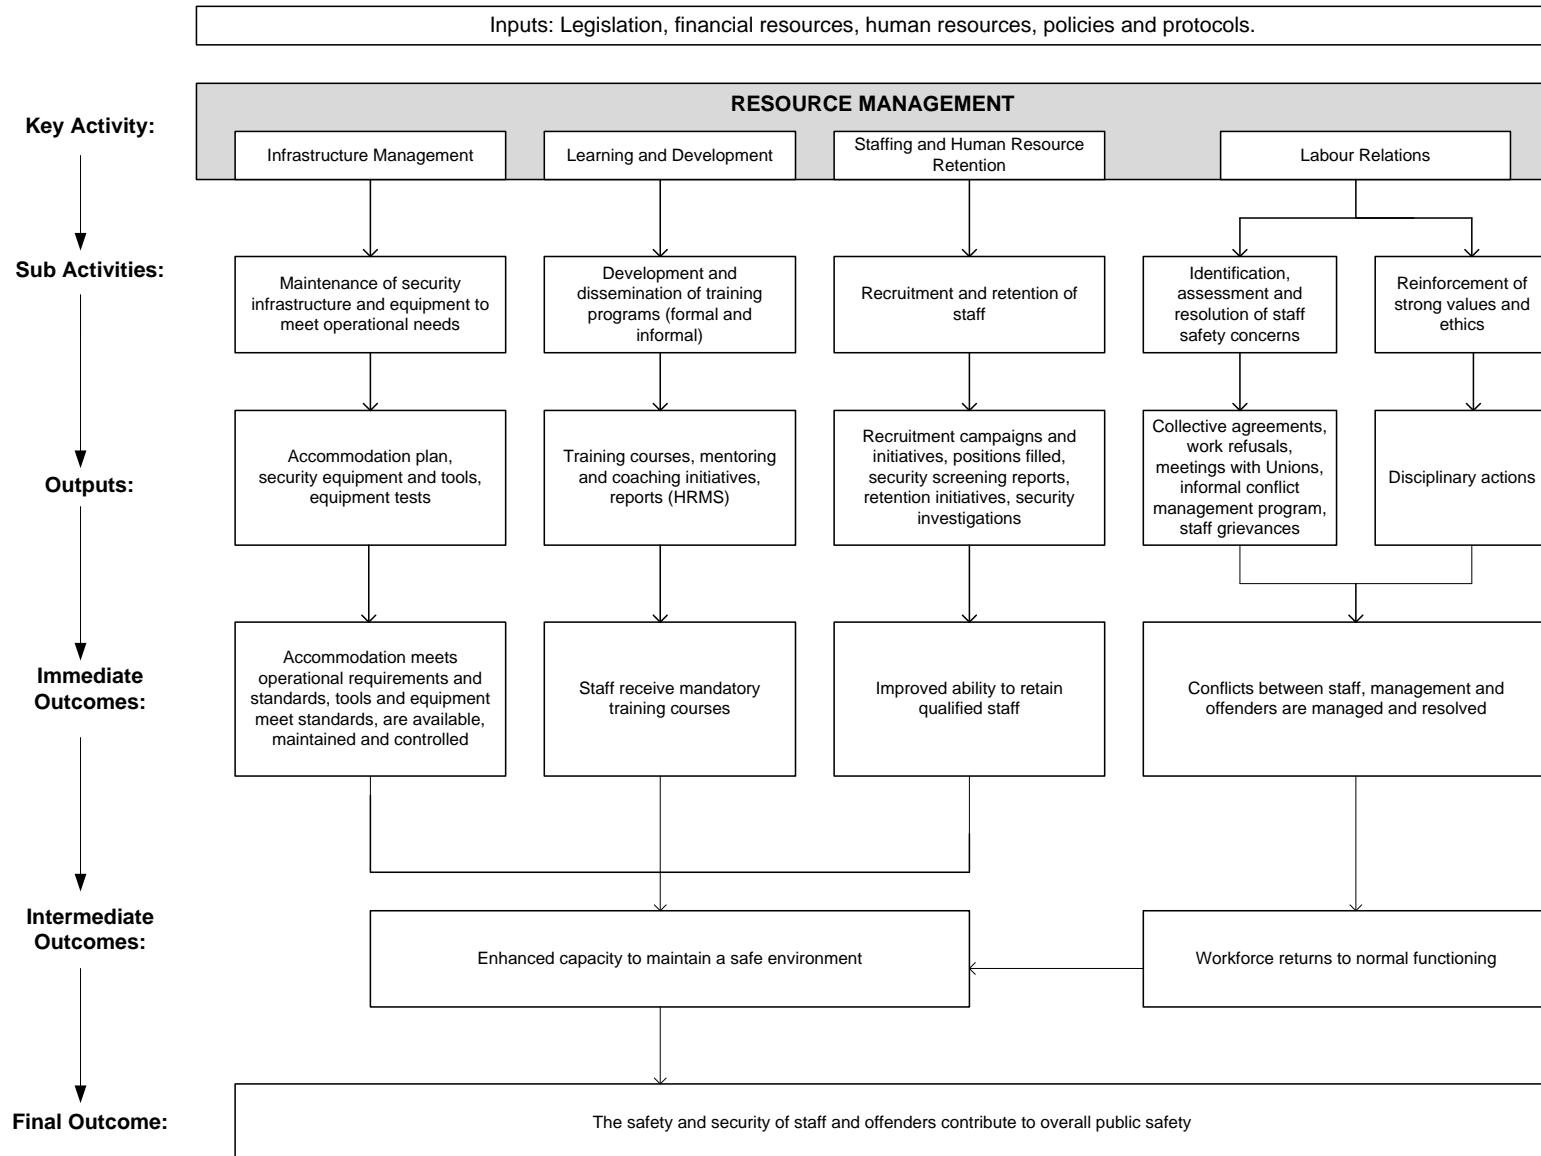 Inputs: Legislation, financial resources, human resources, policies and protocols.
RESOURCE MANAGEMENT
Key Activity:
Infrastructure Management
Learning and Development
Staffing and Human Resource
Retention
Labour Relations
Sub Activities:
Maintenance of security
infrastructure and equipment to
meet operational needs
Development and
dissemination of training
programs (formal and
informal)
Recruitment and retention of
staff
Identification,
assessment and
resolution of staff
safety concerns
Reinforcement of
strong values and
ethics
Outputs:
Accommodation plan,
security equipment and tools,
equipment tests
Training courses, mentoring
and coaching initiatives,
reports (HRMS)
Recruitment campaigns and
initiatives, positions filled,
security screening reports,
retention initiatives, security
investigations
Collective agreements,
work refusals,
meetings with Unions,
informal conflict
management program,
staff grievances
Disciplinary actions
Immediate
Outcomes:
Accommodation meets
operational requirements and
standards, tools and equipment
meet standards, are available,
maintained and controlled
Staff receive mandatory
training courses
Improved ability to retain
qualified staff
Conflicts between staff, management and
offenders are managed and resolved
Intermediate
Outcomes:
Enhanced capacity to maintain a safe environment
Workforce returns to normal functioning
Final Outcome:
The safety and security of staff and offenders contribute to overall public safety